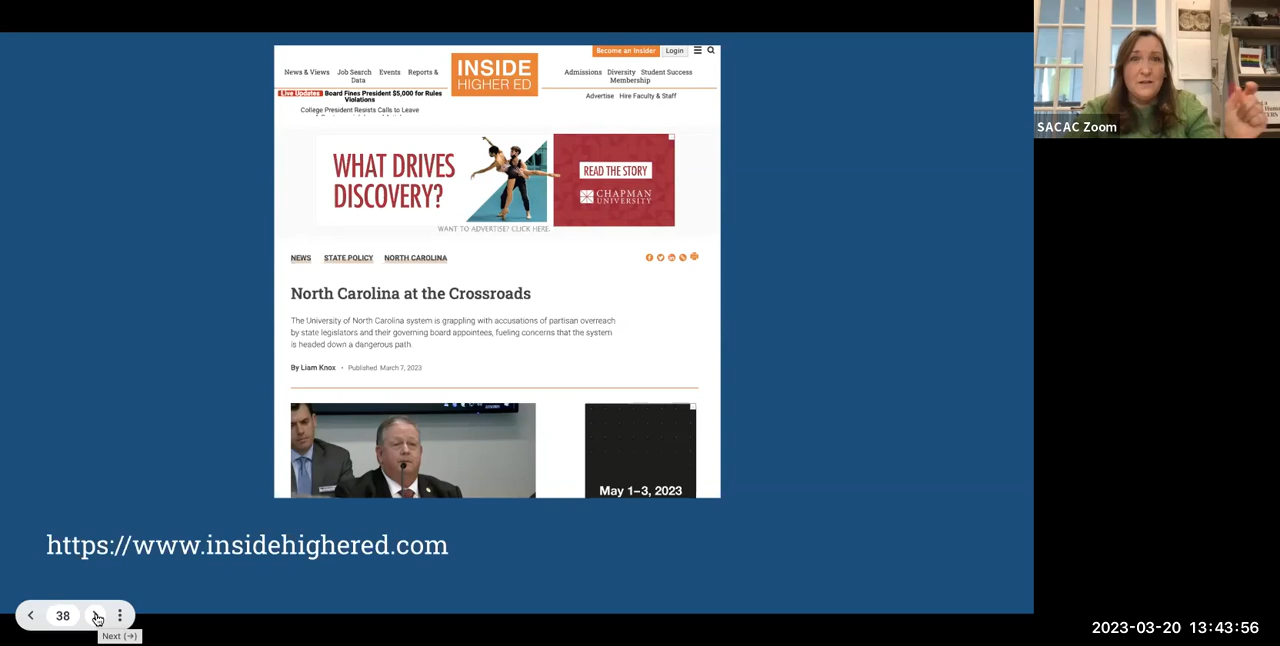 Become an Insider
Login
News & Views Job Search Events Reports &
Data
INSIDE
HIGHER ED
Admissions Diversity Student Success
Membership
Live Updates Board Fines President $5,000 for Rules
Violations
College President Resists Calls to Leave
Advertise Hire Faculty & Staff
WHAT DRIVES
DISCOVERY?
READ THE STORY
CHAPMAN
UNIVERSITY
WANT TO ADVERTISE? CLICK HERE.
NEWS STATE POLICY NORTH CAROLINA
North Carolina at the Crossroads
The University of North Carolina system is grappling with accusations of partisan overreach
by state legislators and their governing board appointees, fueling concerns that the system
is headed down a dangerous path.
By Liam Knox • Published March 7, 2023
May 1–3, 2023
https://www.insidehighered.com
38
Next (→)
SACAC Zoom
2023-03-20 13:43:56